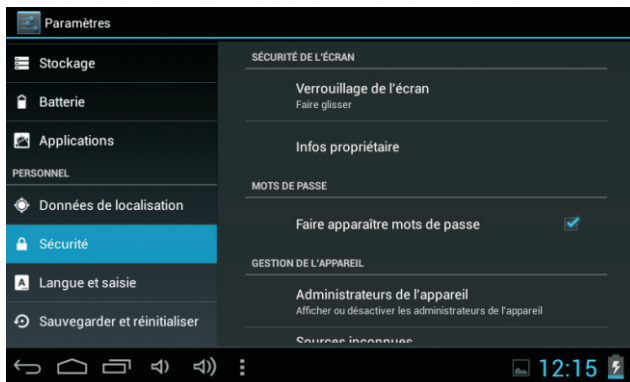 Paramètres
Stockage
Batterie
Applications
PERSONNEL
Données de localisation
Sécurité
Langue et saisie
Sauvegarder et réinitialiser
SÉCURITÉ DE L'ÉCRAN
Verrouillage de l'écran
Faire glisser
Infos propriétaire
MOTS DE PASSE
Faire apparaître mots de passe
GESTION DE L'APPAREIL
Administrateurs de l'appareil
Afficher ou désactiver les administrateurs de l'appareil
Sources inconnues
12:15